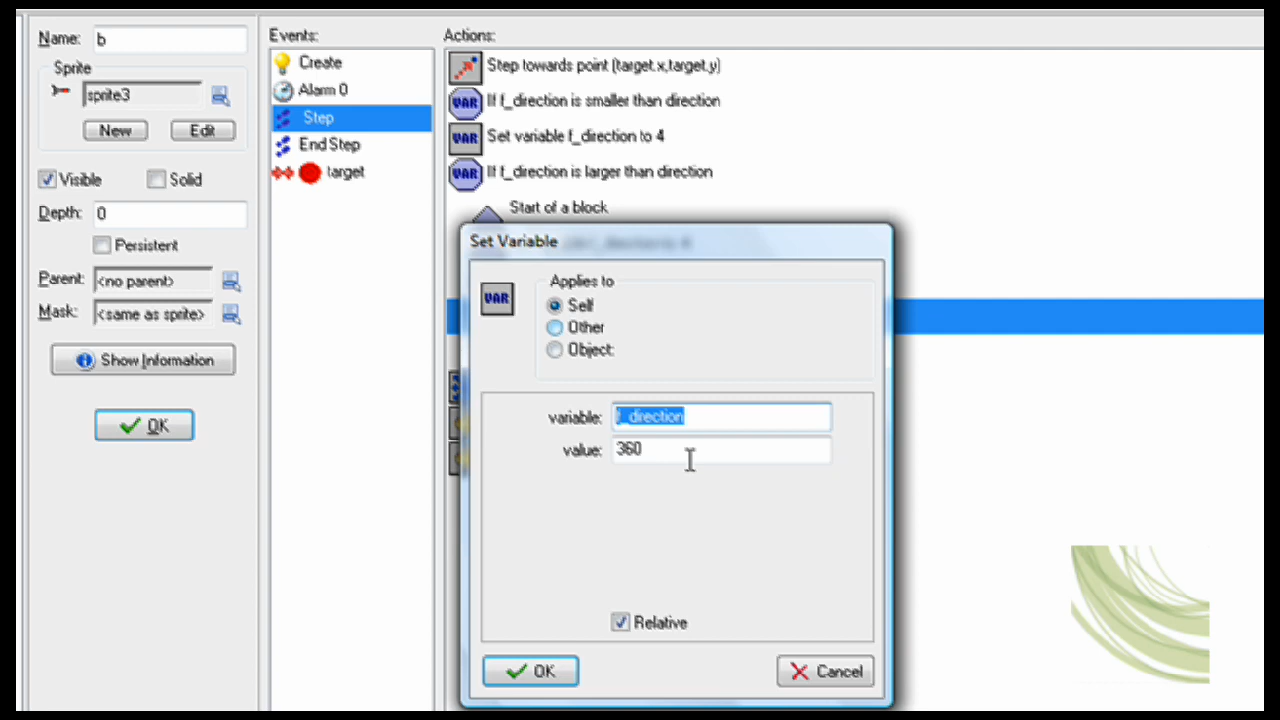 Name: b
Sprite
sprite3
New Edit
Visible Solid
Depth: 0
Persistent
Parent: <no parent>
Mask: <same as sprite>
Show Information
OK
Events:
Create
Alarm 0
Step
End Step
target
Actions:
Step towards point (target.x,target.y)
If f_direction is smaller than direction
Set variable f_direction to 4
If f_direction is larger than direction
Start of a block
Set Variable
VAR
Applies to
Self
Other
Object:
variable: f_direction
value: 360
Relative
OK Cancel